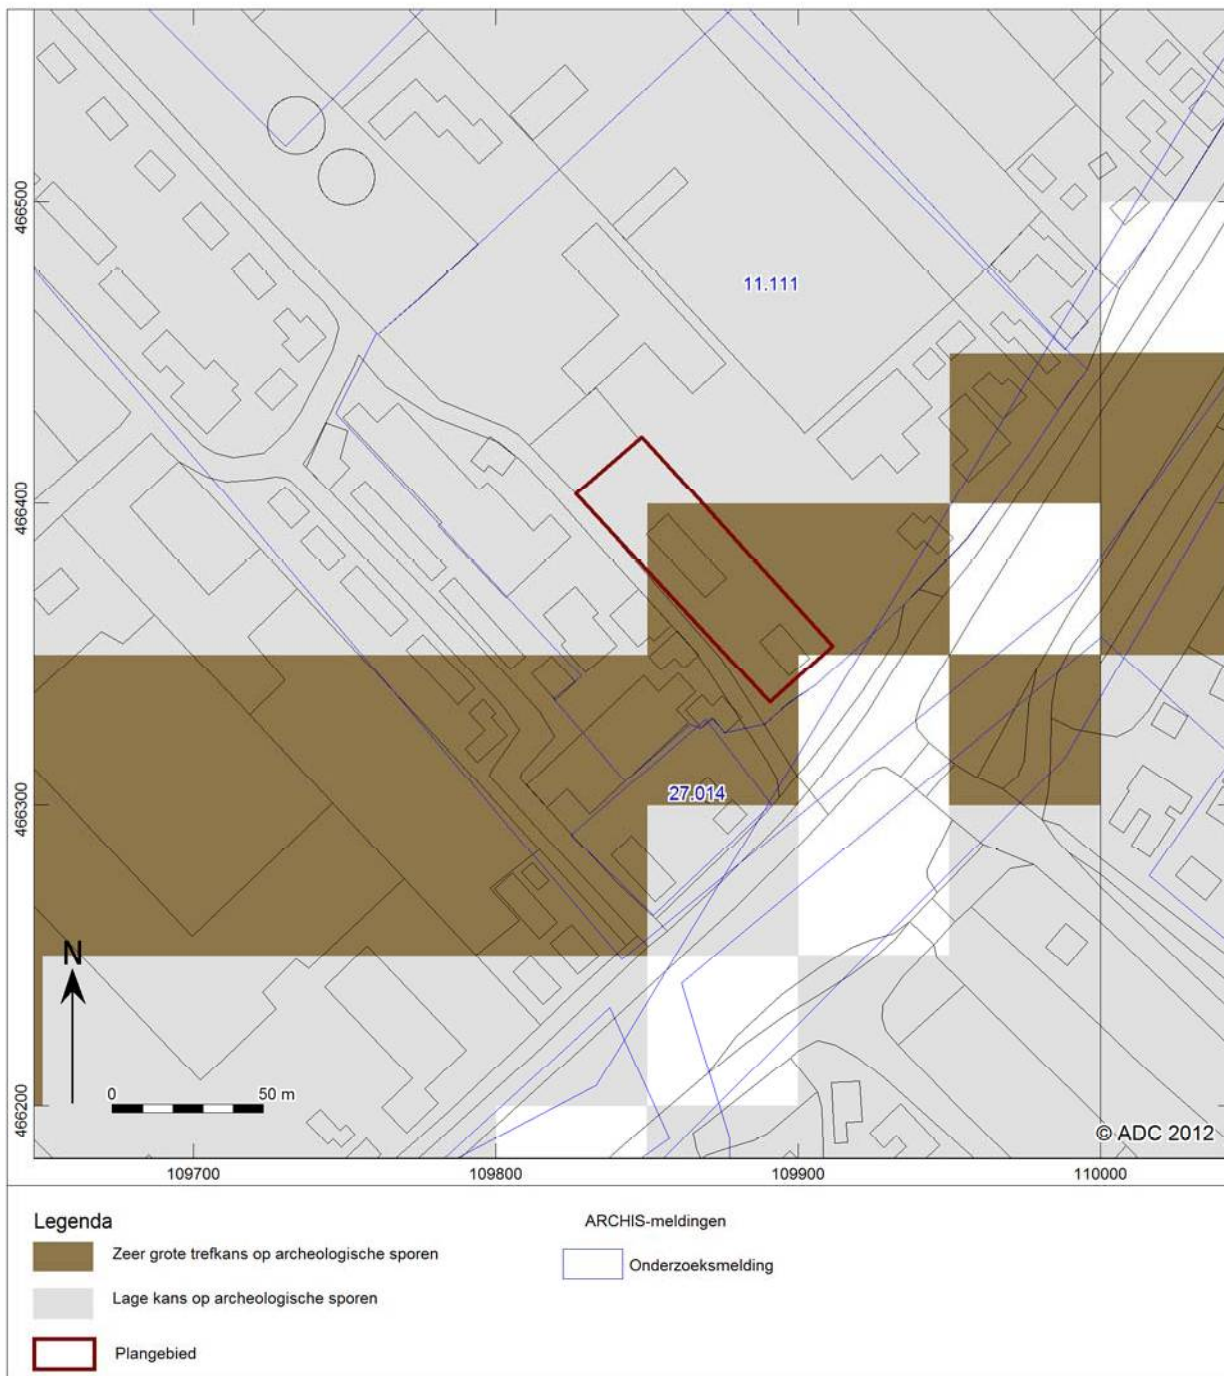 466500
466400
466300
466200
11.111
27.014
N
0 50 m
© ADC 2012
109700 109800 109900 110000
Legenda
Zeer grote trefkans op archeologische sporen
Lage kans op archeologische sporen
Plangebied
ARCHIS-meldingen
Onderzoeksmelding